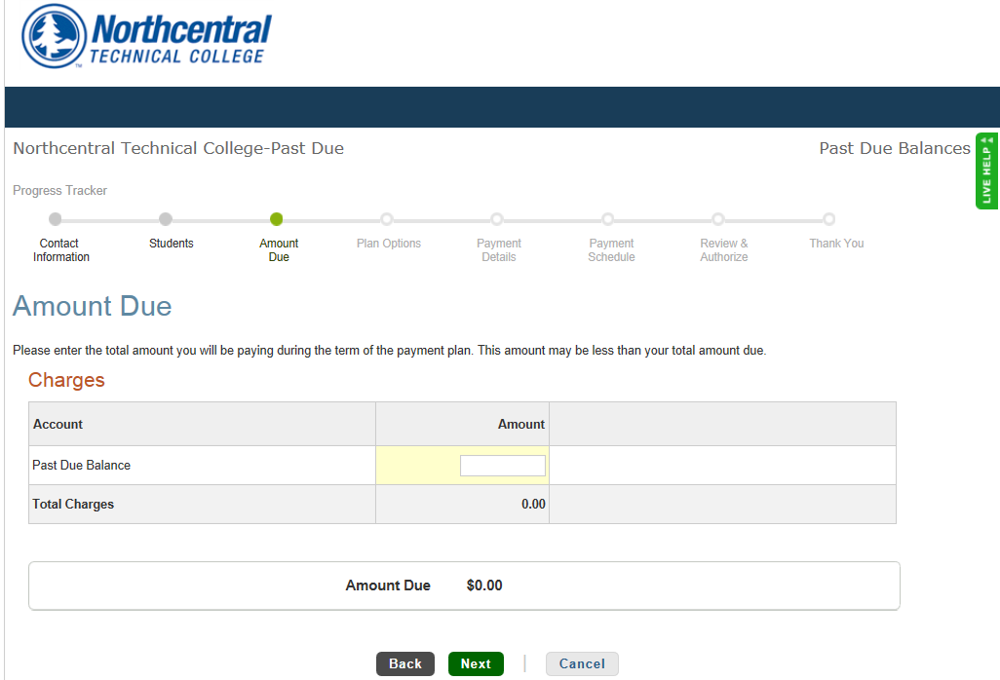 Northcentral
TECHNICAL COLLEGE
™
Northcentral Technical College-Past Due
Past Due Balances
LIVE HELP
Progress Tracker
Contact
Information
Students
Amount
Due
Plan Options
Payment
Details
Payment
Schedule
Review &
Authorize
Thank You
Amount Due
Please enter the total amount you will be paying during the term of the payment plan. This amount may be less than your total amount due.
Charges
Account Amount
Past Due Balance
Total Charges 0.00
Amount Due $0.00
Back Next | Cancel